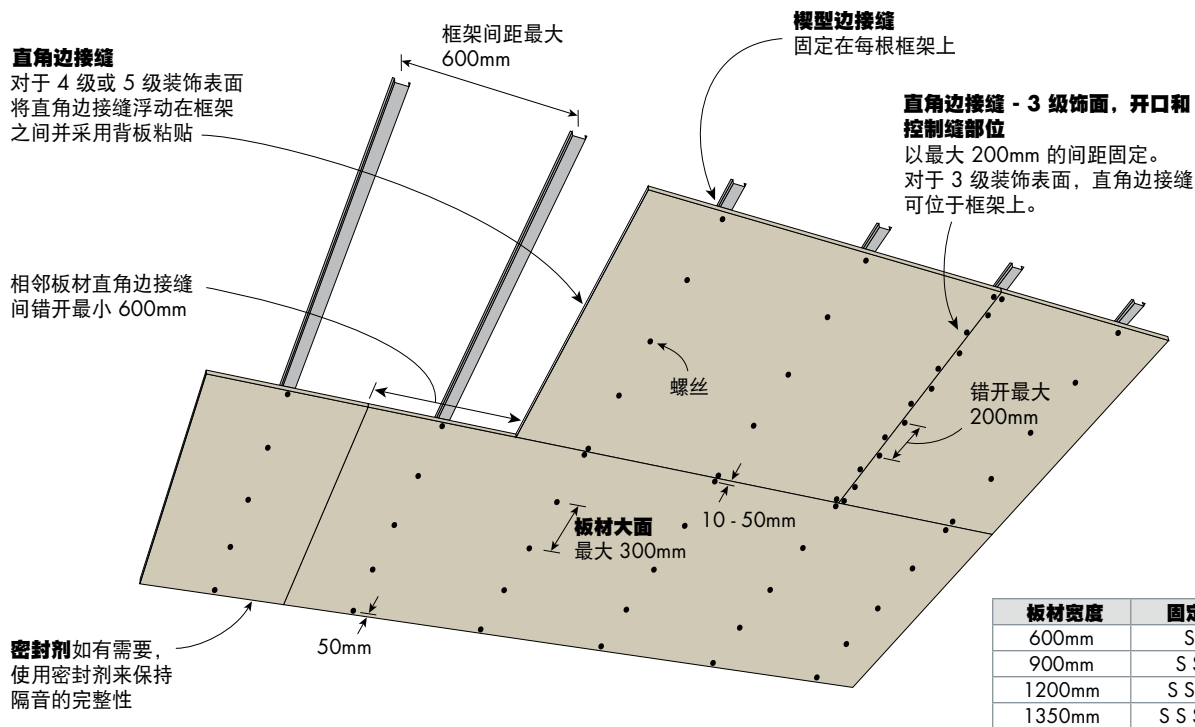 直角边接缝
对于 4 级或 5 级装饰表面
将直角边接缝浮动在框架
之间并采用背板粘贴
框架间距最大
600mm
楔型边接缝
固定在每根框架上
直角边接缝 - 3 级饰面，开口和
控制缝部位
以最大 200mm 的间距固定。
对于 3 级装饰表面，直角边接缝
可位于框架上。
相邻板材直角边接缝
间错开最小 600mm
螺丝
错开最大
200mm
10 - 50mm
板材大面
最大 300mm
50mm
密封剂如有需要，
使用密封剂来保持
隔音的完整性
板材宽度 固定
600mm S
900mm S S
1200mm S S
1350mm S S S